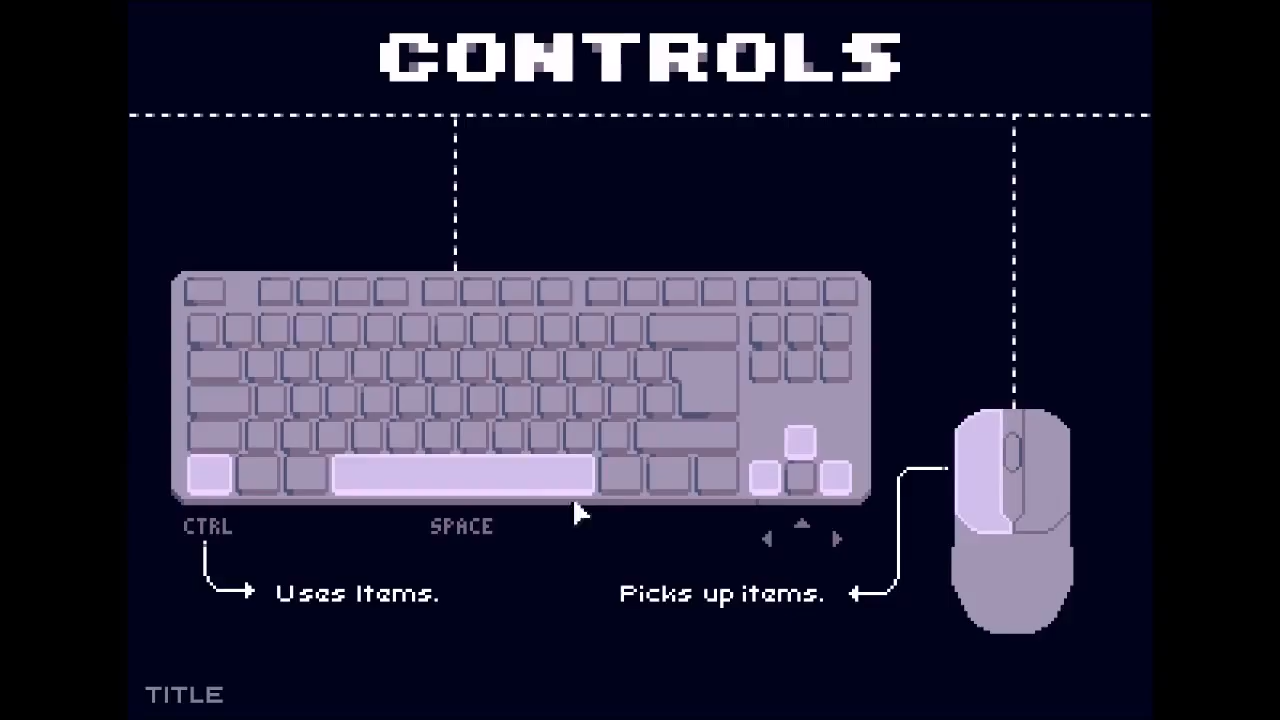 CONTROLS
CTRL
SPACE
Uses Items.
Picks up items.
TITLE